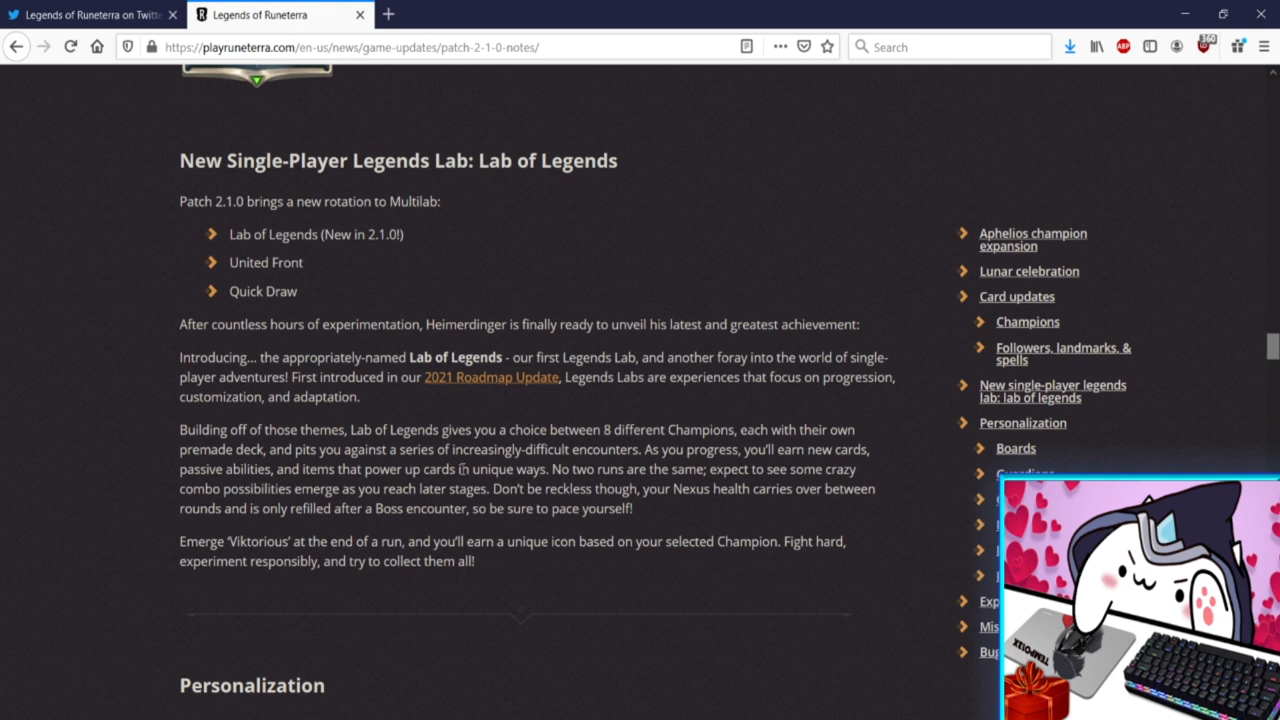 Legends of Runeterra on Twitte
Legends of Runeterra
https://playruneterra.com/en-us/news/game-updates/patch-2-1-0-notes/
Search
ABP
360
New Single-Player Legends Lab: Lab of Legends
Patch 2.1.0 brings a new rotation to Multilab:
Lab of Legends (New in 2.1.0!)
United Front
Quick Draw
After countless hours of experimentation, Heimerdinger is finally ready to unveil his latest and greatest achievement:
Introducing... the appropriately-named Lab of Legends - our first Legends Lab, and another foray into the world of single-
player adventures! First introduced in our 2021 Roadmap Update, Legends Labs are experiences that focus on progression,
customization, and adaptation.
Building off of those themes, Lab of Legends gives you a choice between 8 different Champions, each with their own
premade deck, and pits you against a series of increasingly-difficult encounters. As you progress, you'll earn new cards,
passive abilities, and items that power up cards in unique ways. No two runs are the same; expect to see some crazy
combo possibilities emerge as you reach later stages. Don't be reckless though, your Nexus health carries over between
rounds and is only refilled after a Boss encounter, so be sure to pace yourself!
Emerge 'Viktorious' at the end of a run, and you'll earn a unique icon based on your selected Champion. Fight hard,
experiment responsibly, and try to collect them all!
Personalization
Aphelios champion
expansion
Lunar celebration
Card updates
Champions
Followers, landmarks, &
spells
New single-player legends
lab: lab of legends
Personalization
Boards
Exp
Mis
Bug